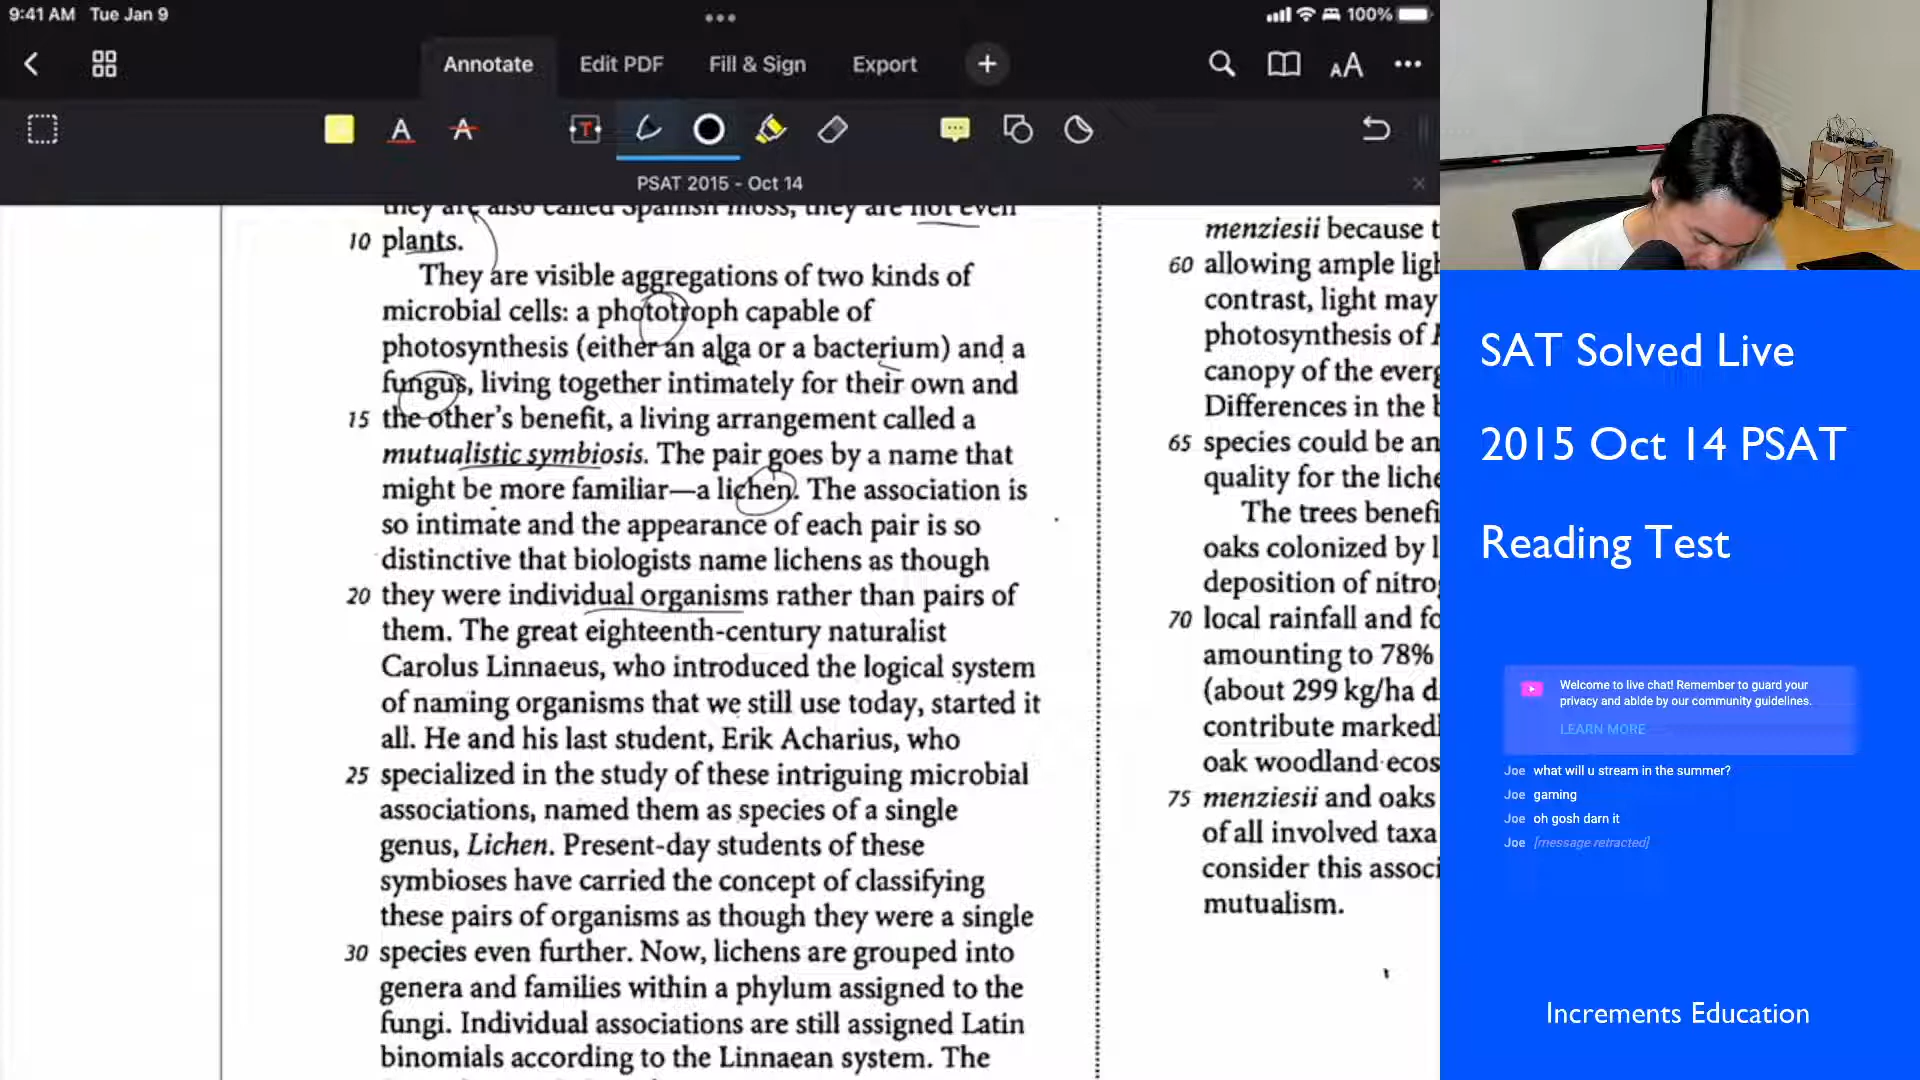 9:41 AM Tue Jan 9
100%
Annotate
Edit PDF
Fill & Sign
Export
AA
A
A
T
PSAT 2015 - Oct 14
they are also called Spanish moss, they are not even
10 plants.
They are visible aggregations of two kinds of
microbial cells: a phototroph capable of
photosynthesis (either an alga or a bacterium) and a
fungus, living together intimately for their own and
15 the other's benefit, a living arrangement called a
mutualistic symbiosis. The pair goes by a name that
might be more familiar—a lichen. The association is
so intimate and the appearance of each pair is so
distinctive that biologists name lichens as though
20 they were individual organisms rather than pairs of
them. The great eighteenth-century naturalist
Carolus Linnaeus, who introduced the logical system
of naming organisms that we still use today, started it
all. He and his last student, Erik Acharius, who
25 specialized in the study of these intriguing microbial
associations, named them as species of a single
genus, Lichen. Present-day students of these
symbioses have carried the concept of classifying
these pairs of organisms as though they were a single
30 species even further. Now, lichens are grouped into
genera and families within a phylum assigned to the
fungi. Individual associations are still assigned Latin
binomials according to the Linnaean system. The
menziesii because
60 allowing ample
contrast, light may
photosynthesis of
canopy of the
Differences in the
65 species could be
quality for the
The trees
oaks colonized by
deposition of
70 local rainfall and
amounting to 78%
(about 299 kg/ha
contribute
oak woodland
75 menziesii and oaks
of all involved taxa
consider this
mutualism.
SAT Solved Live
2015 Oct 14 PSAT
Reading Test
Welcome to live chat! Remember to guard your
privacy and abide by our community guidelines.
LEARN MORE
Joe what will u stream in the summer?
Joe gaming
Joe oh gosh darn it
Joe [message retracted]
Increments Education